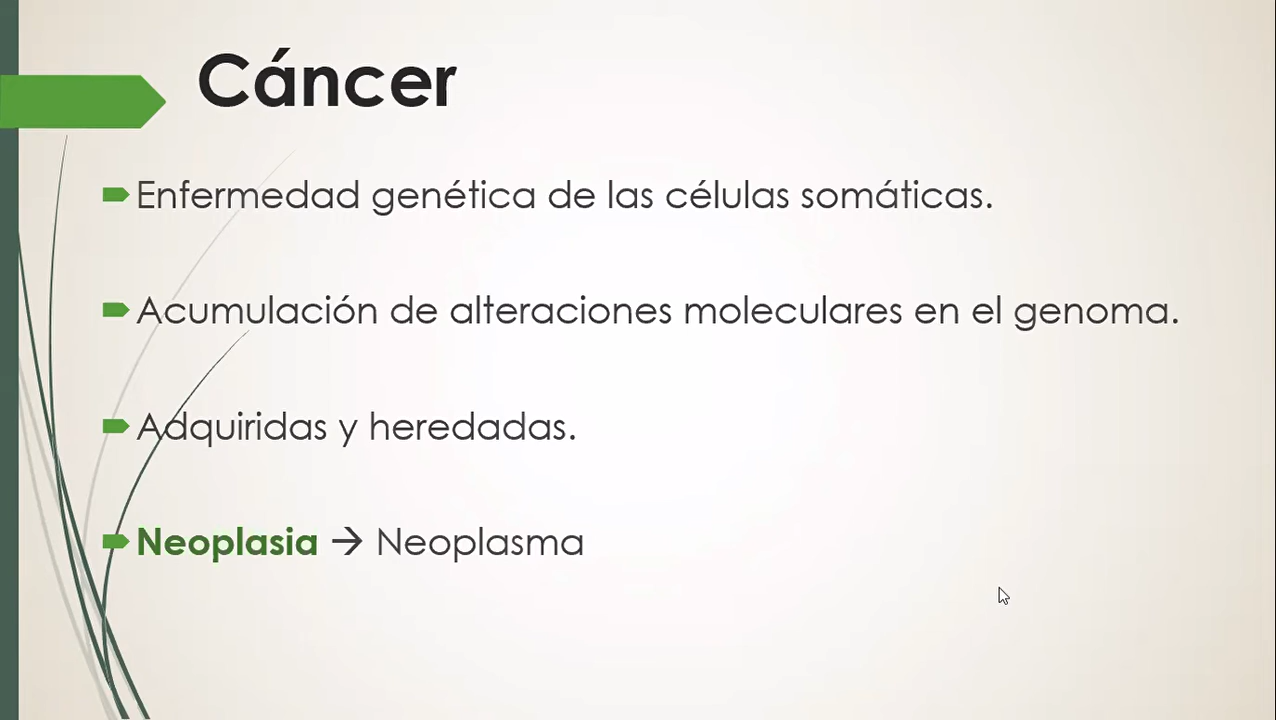 Cáncer
Enfermedad genética de las células somáticas.
Acumulación de alteraciones moleculares en el genoma.
Adquiridas y heredadas.
Neoplasia → Neoplasma